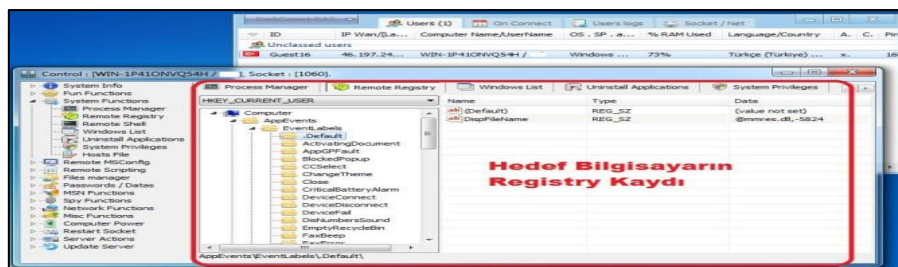 Users (1) On Connect Users logs Socket / Net
ID IP Wan/[La... Computer Name/UserName OS , SP , a... % RAM Used Language/Country A. C.
Unclassed users
Guest16 46.197.24... WIN-1P41ONVQ54H / Windows ... 73% Türkçe (Türkiye) ... x.
Control : [WIN-1P41ONVQ54H / ], Socket : [1060].
System Info
Fun Functions
System Functions
Process Manager
Remote Registry
Remote Shell
Windows List
Uninstall Applications
System Privileges
Hosts File
Remote MSConfig
Remote Scripting
Files manager
Passwords / Datas
MSN Functions
Spy Functions
Network Functions
Misc Functions
Computer Power
Restart Socket
Server Actions
Update Server
Process Manager Remote Registry Windows List Uninstall Applications System Privileges
HKEY_CURRENT_USER
Computer
AppEvents
EventLabels
.Default
ActivatingDocument
AppGPFault
BlockedPopup
CCSelect
ChangeTheme
Close
CriticalBatteryAlarm
DeviceConnect
DeviceDisconnect
DeviceFail
DisNumbersSound
EmptyRecycleBin
FaxBeep
FaxError
AppEvents\EventLabels\.Default\
Name Type Data
(Default) REG_SZ (value not set)
DispFileName REG_SZ @mmres.dll,-5824
Hedef Bilgisayarın
Registry Kaydı